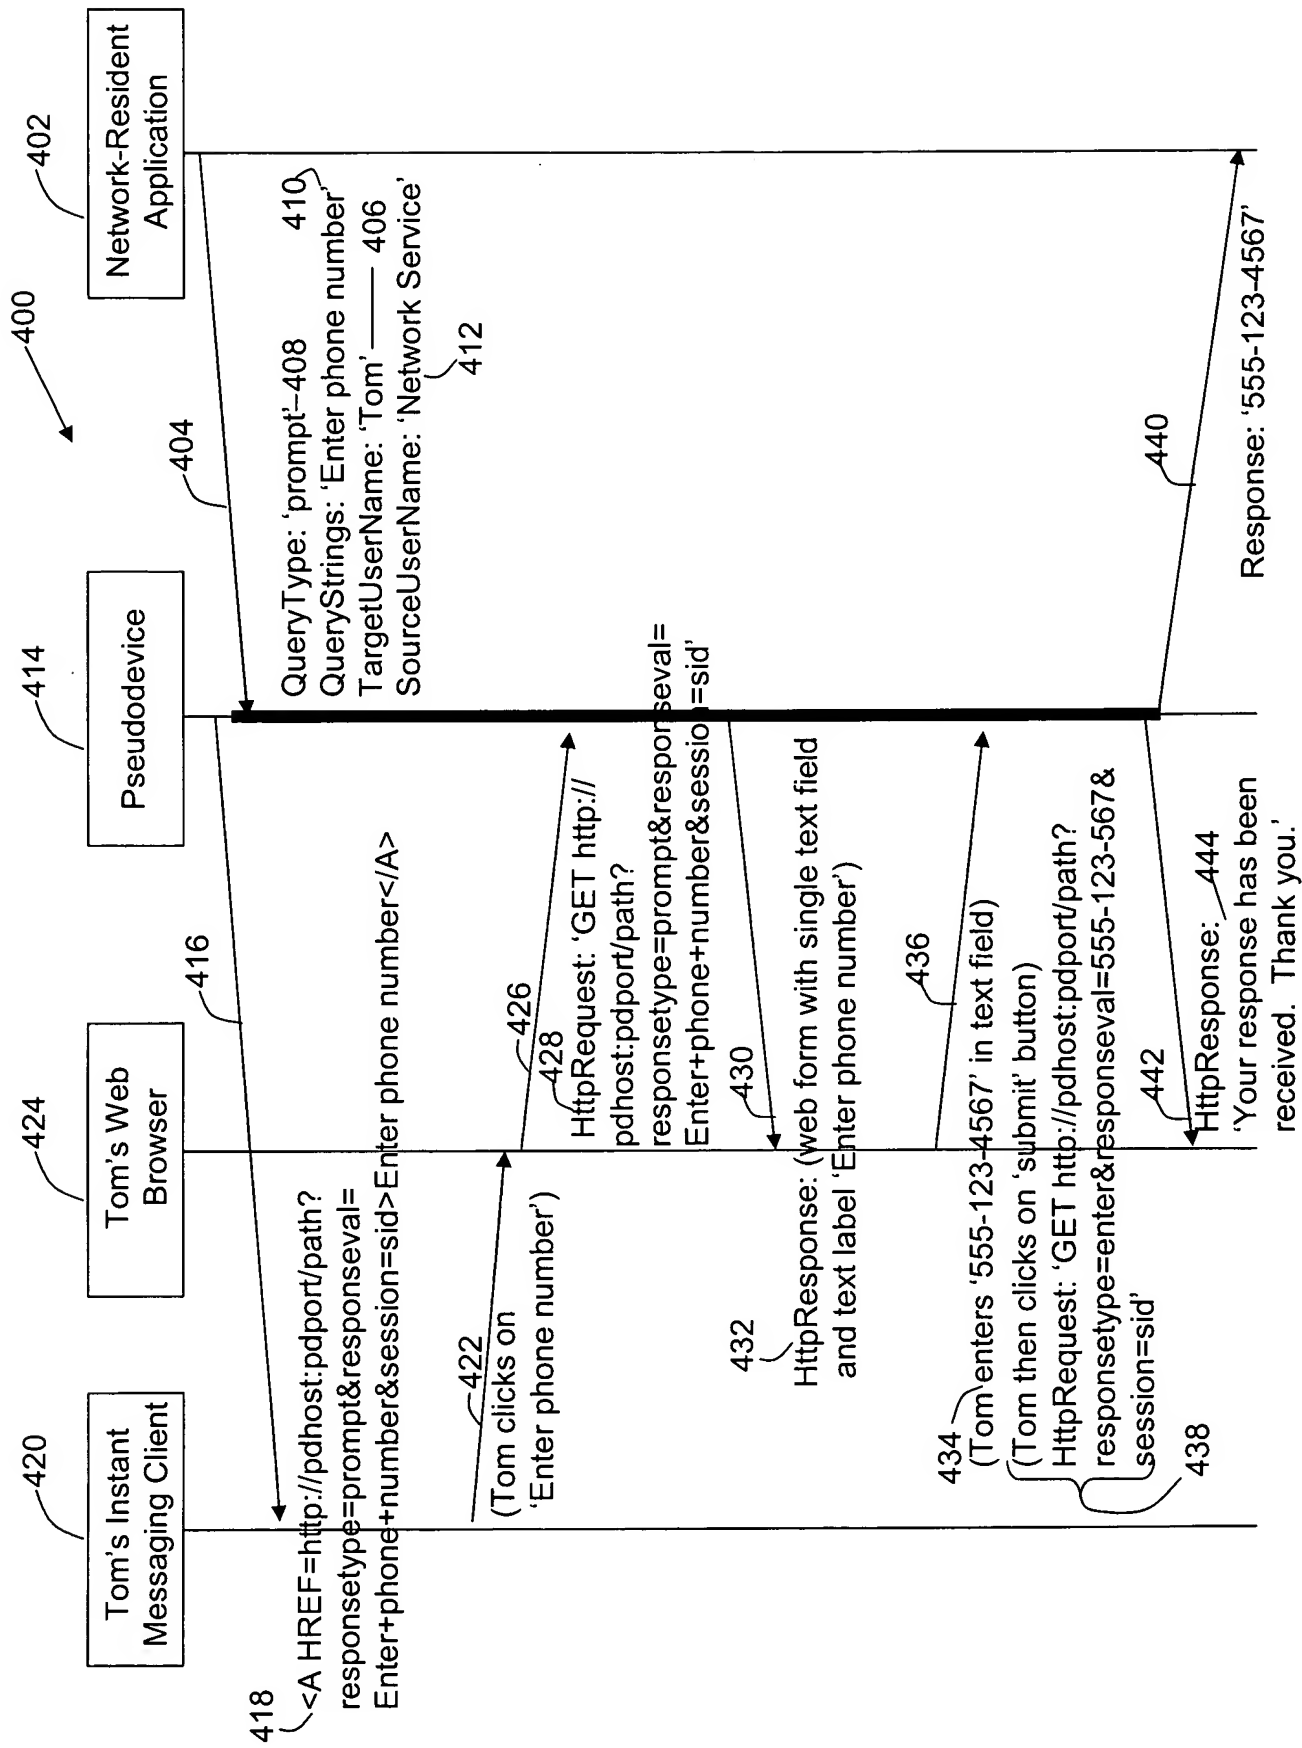 400
420
424
414
402
Tom's Instant
Messaging Client
Tom's Web
Browser
Pseudodevice
Network-Resident
Application
404
416
QueryType: 'prompt' 408
410
QueryStrings: 'Enter phone number'
TargetUserName: 'Tom' 406
SourceUserName: 'Network Service'
412
418
<A HREF=http://pdhost:pdport/path?
responsetype=prompt&responseval=
Enter+phone+number&session=sid>Enter phone number</A>
422
(Tom clicks on
'Enter phone number')
426
428
HttpRequest: 'GET http://
pdhost:pdport/path?
responsetype=prompt&responseval=
Enter+phone+number&session=sid'
430
432
HttpResponse: (web form with single text field
and text label 'Enter phone number')
436
434
(Tom enters '555-123-4567' in text field)
(Tom then clicks on 'submit' button)
HttpRequest: 'GET http://pdhost:pdport/path?
responsetype=enter&responseval=555-123-567&
session=sid'
438
440
Response: '555-123-4567'
442
HttpResponse: 444
'Your response has been
received. Thank you.'